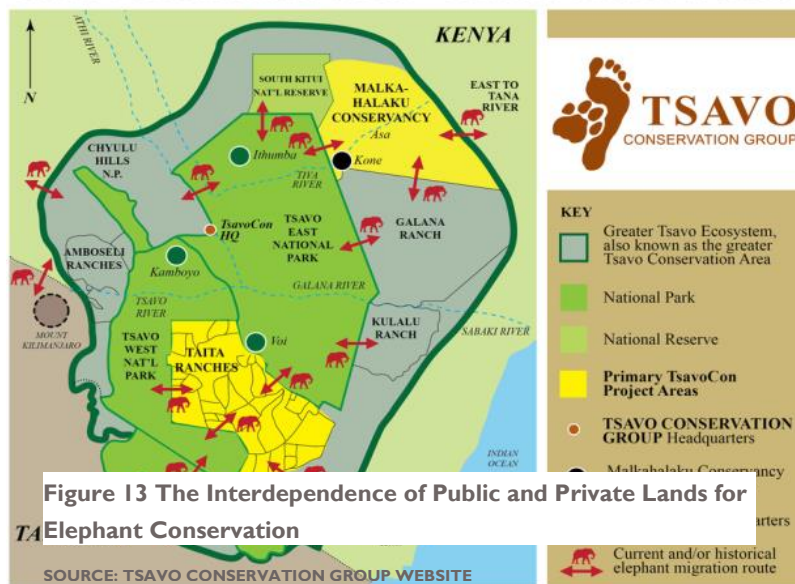 KENYA
ATHI RIVER
N
SOUTH KITUI
NAT'L RESERVE
MALKA-
HALAKU
CONSERVANCY
Asa
EAST TO
TANA
RIVER
CHYULU
HILLS
N.P.
Ithumba
Kone
TIVA
RIVER
TsavoCon
HQ
TSAVO
EAST
NATIONAL
PARK
GALANA
RANCH
AMBOSELI
RANCHES
Kamboyo
TSAVO
RIVER
GALANA RIVER
MOUNT
KILIMANJARO
KULALU
RANCH
SABAKI RIVER
TSAVO
WEST
NAT'L
PARK
TAITA
RANCHES
Voi
INDIAN
OCEAN
TSAVO
CONSERVATION GROUP
KEY
Greater Tsavo Ecosystem,
also known as the greater
Tsavo Conservation Area
National Park
National Reserve
Primary TsavoCon
Project Areas
TSAVO CONSERVATION
GROUP Headquarters
Malkahalaku Conservancy
Current and/or historical
elephant migration route
Figure 13 The Interdependence of Public and Private Lands for
Elephant Conservation
SOURCE: TSAVO CONSERVATION GROUP WEBSITE